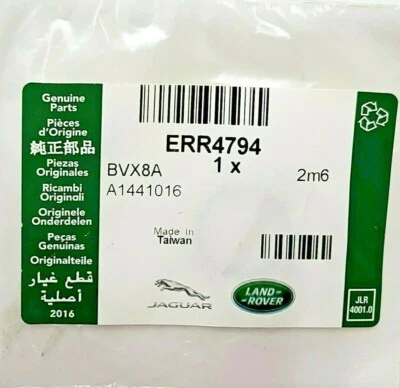 Genuine
Parts
Pièces
d'Origine
純正部品
Piezas
Originales
Ricambi
Originali
Originele
Onderdelen
Peças
Genuinas
Originalteile
قطع غيار
أصلية
2016
ERR4794
1 x
BVX8A
2m6
A1441016
Made in
Taiwan
JAGUAR
LAND-
ROVER
JLR
4001.0